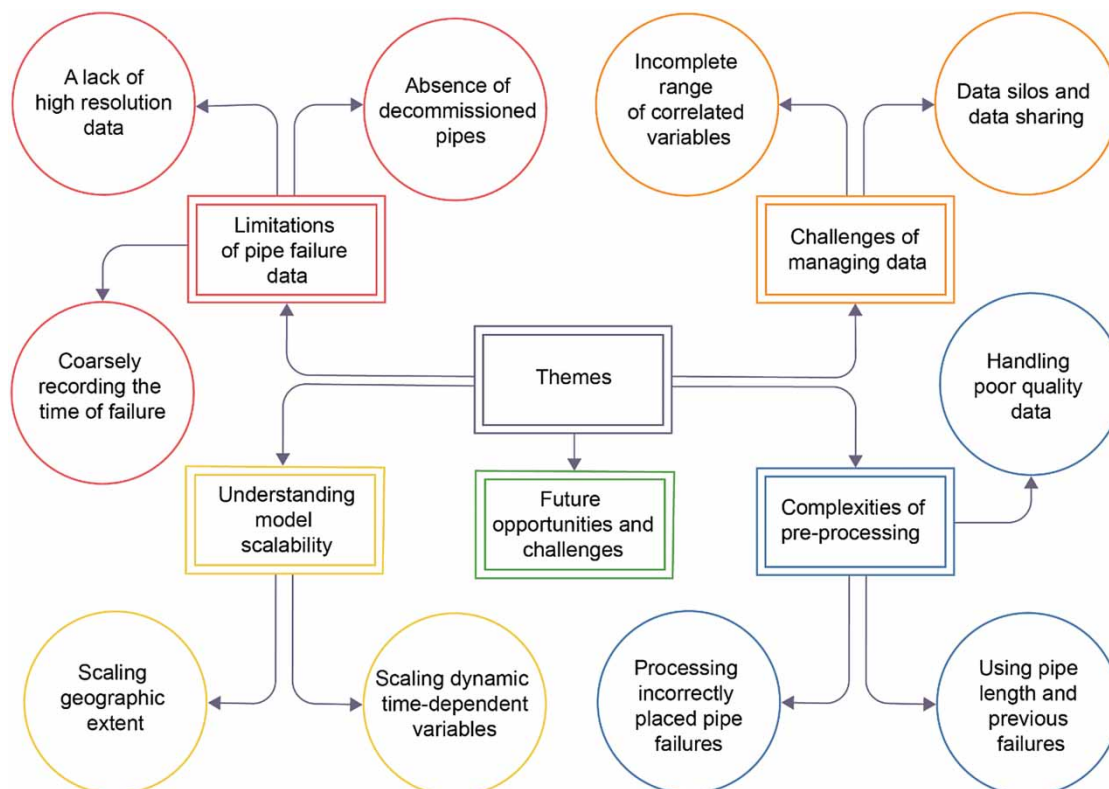 A lack of
high resolution
data
Absence of
decommissioned
pipes
Incomplete
range
of correlated
variables
Data silos and
data sharing
Limitations
of pipe failure
data
Challenges of
managing data
Coarsely
recording the
time of failure
Themes
Handling
poor quality
data
Understanding
model
scalability
Future
opportunities and
challenges
Complexities of
pre-processing
Scaling
geographic
extent
Scaling dynamic
time-dependent
variables
Processing
incorrectly
placed pipe
failures
Using pipe
length and
previous
failures